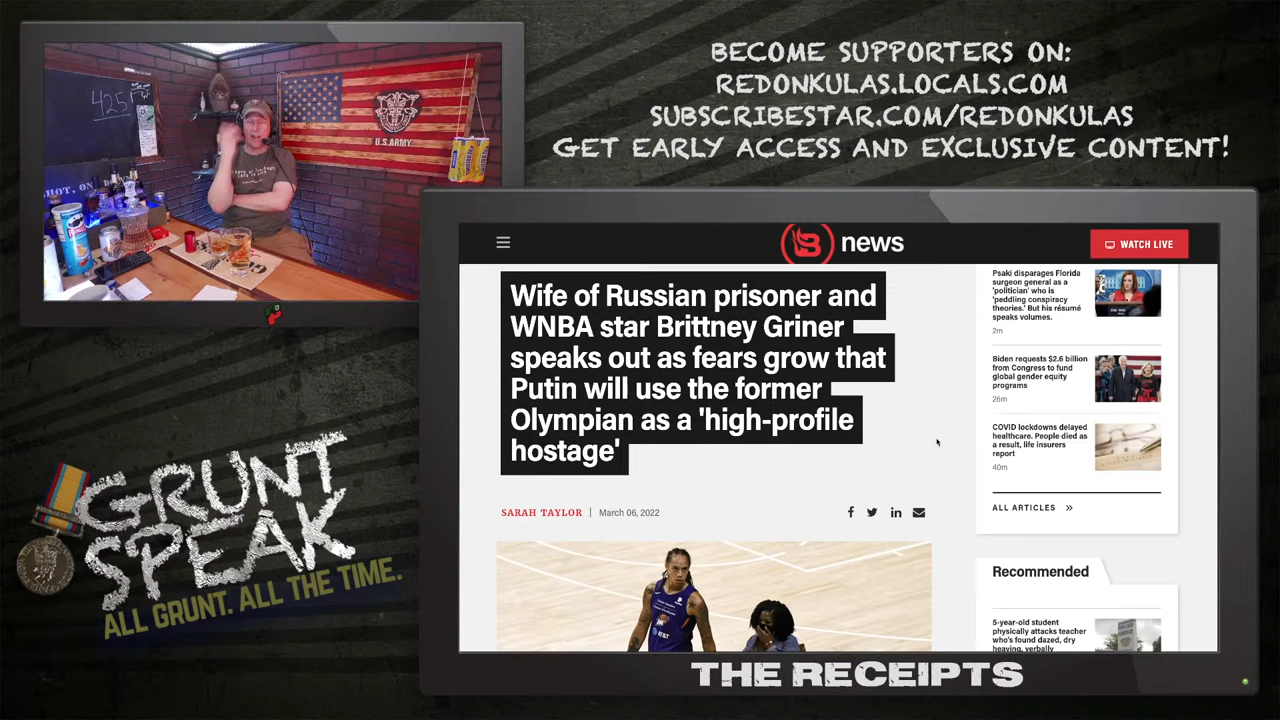 BECOME SUPPORTERS ON:
REDONKULAS.LOCALS.COM
SUBSCRIBESTAR.COM/REDONKULAS
GET EARLY ACCESS AND EXCLUSIVE CONTENT!
425
U.S.ARMY
B news
WATCH LIVE
Wife of Russian prisoner and
WNBA star Brittney Griner
speaks out as fears grow that
Putin will use the former
Olympian as a 'high-profile
hostage'
SARAH TAYLOR | March 06, 2022
Psaki disparages Florida
surgeon general as a
'politician' who is
'peddling conspiracy
theories.' But his résumé
speaks volumes.
2m
Biden requests $2.6 billion
from Congress to fund
global gender equity
programs
26m
COVID lockdowns delayed
healthcare. People died as
a result, life insurers
report
40m
ALL ARTICLES
Recommended
5-year-old student
physically attacks teacher
who's found dazed, dry
heaving, verbally
GRUNT
SPEAK
ALL GRUNT. ALL THE TIME.
THE RECEIPTS